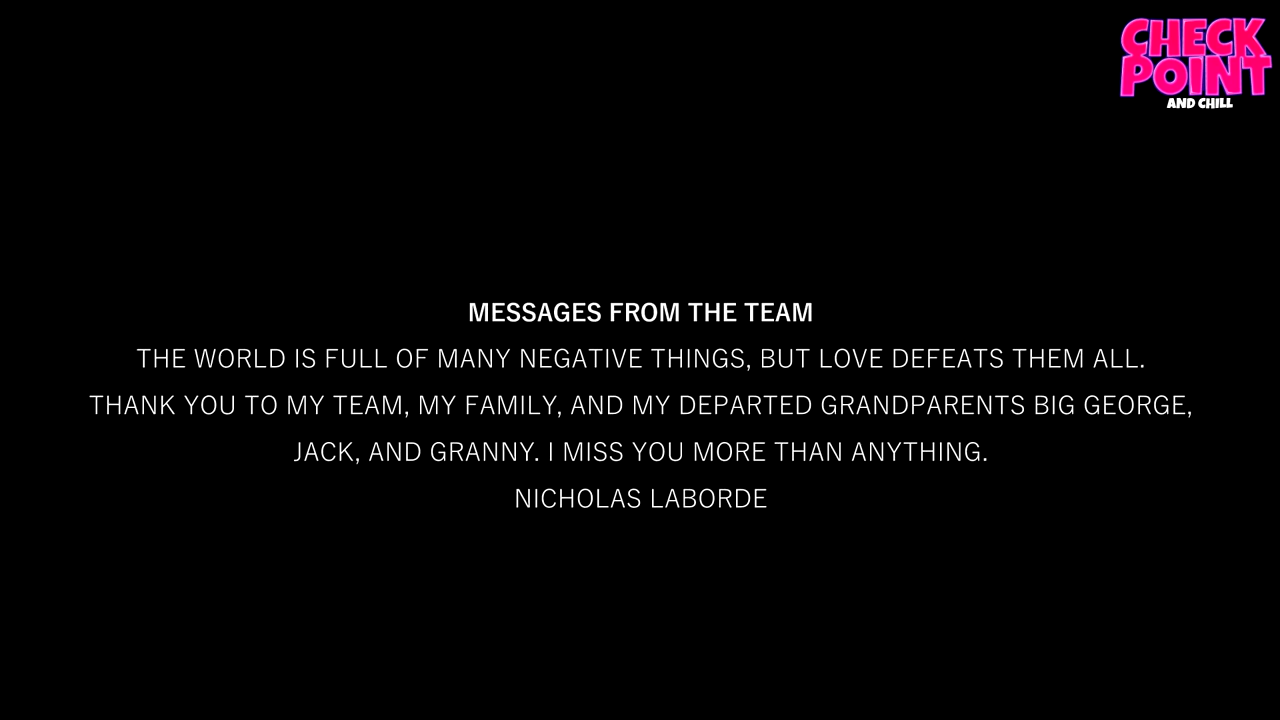 CHECK
POINT
AND CHILL
MESSAGES FROM THE TEAM
THE WORLD IS FULL OF MANY NEGATIVE THINGS, BUT LOVE DEFEATS THEM ALL.
THANK YOU TO MY TEAM, MY FAMILY, AND MY DEPARTED GRANDPARENTS BIG GEORGE,
JACK, AND GRANNY. I MISS YOU MORE THAN ANYTHING.
NICHOLAS LABORDE